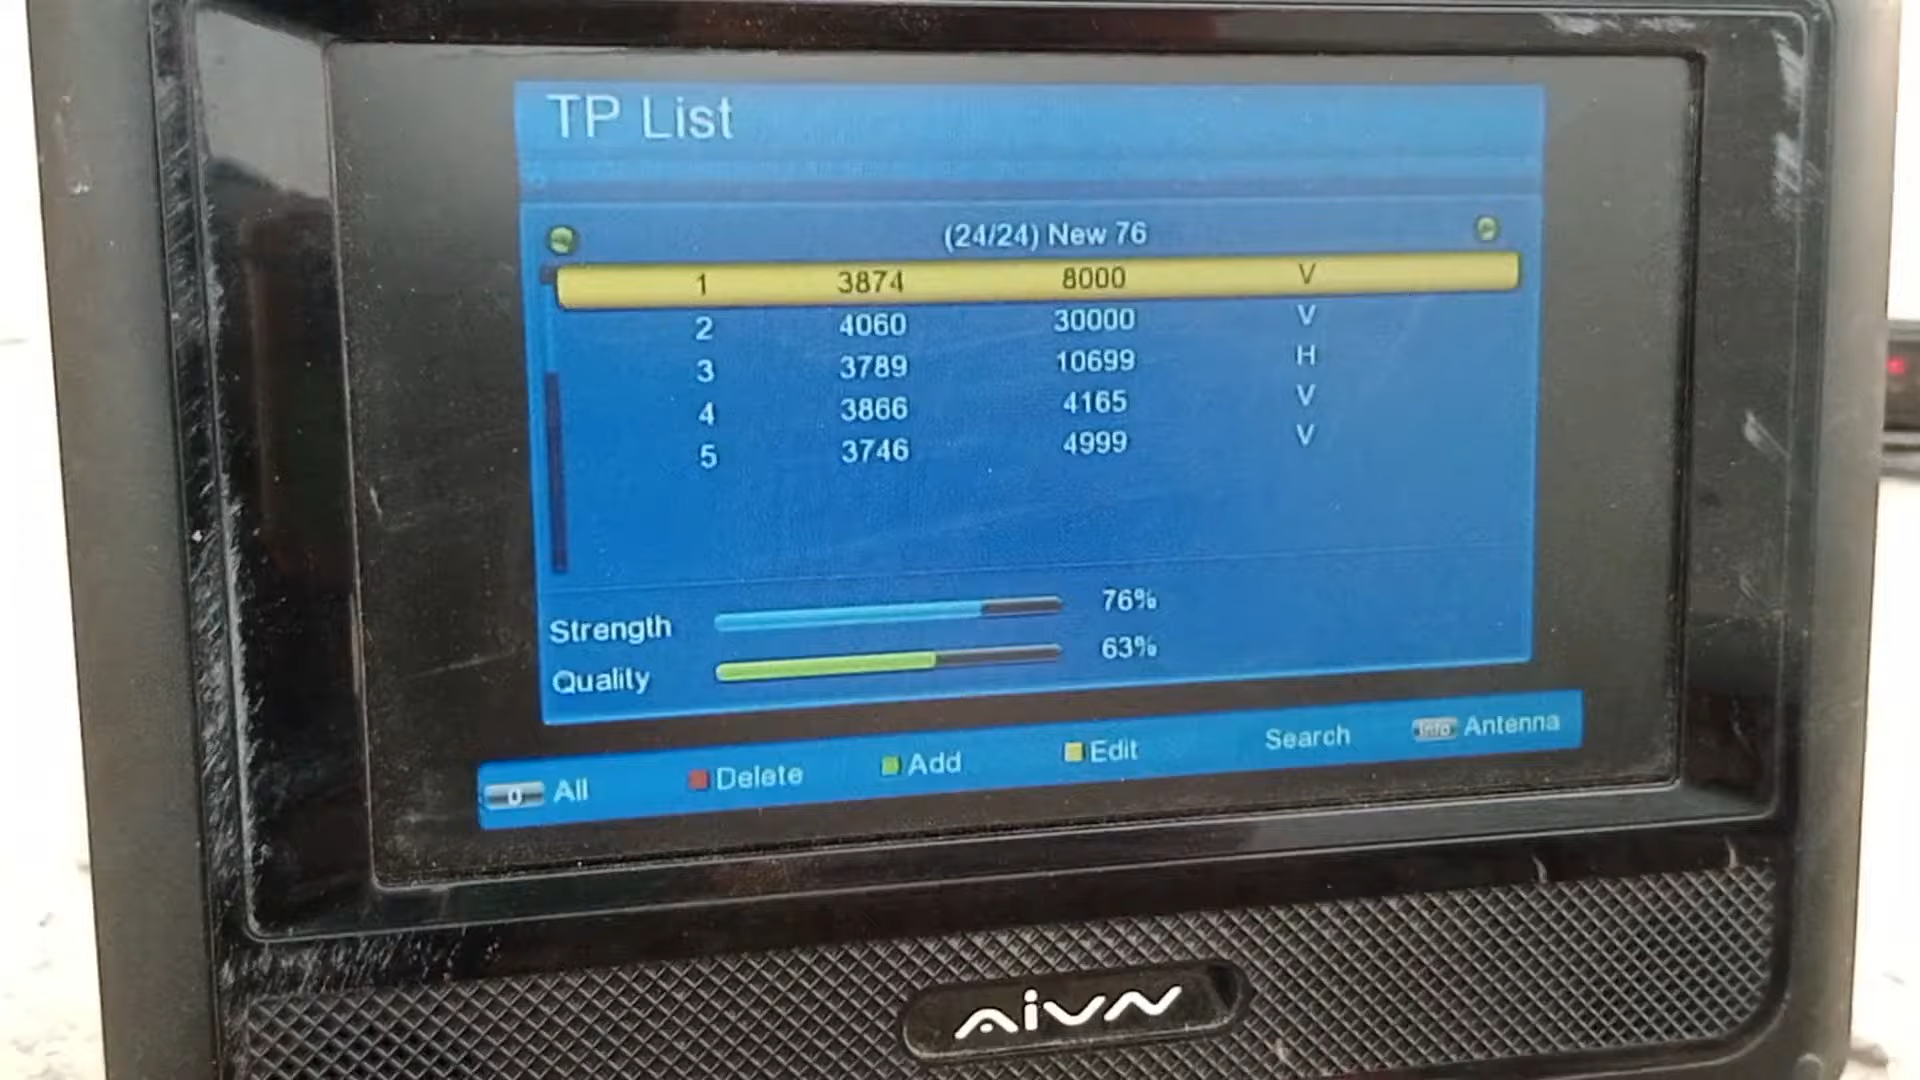 TP List
(24/24) New 76
1 3874 8000 V
2 4060 30000 V
3 3789 10699 H
4 3866 4165 V
5 3746 4999 V
Strength 76%
Quality 63%
0 All Delete Add Edit Search Info Antenna
AIVN